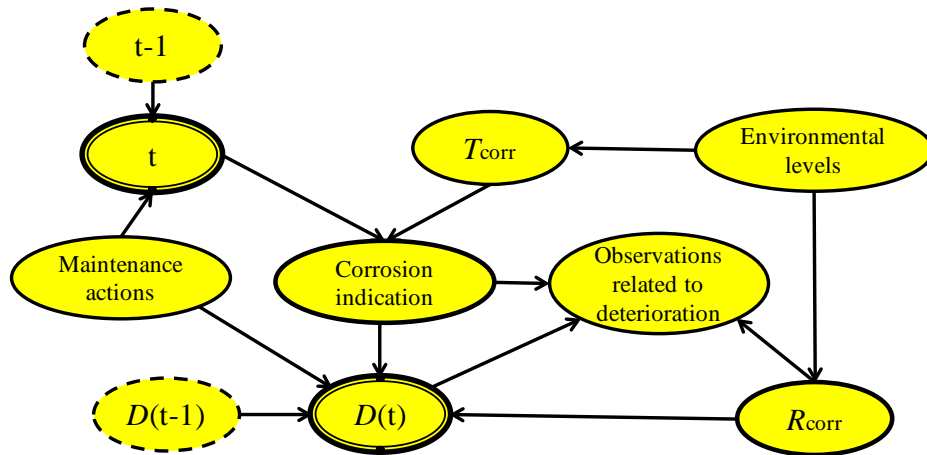 t-1
t
Tcorr
Environmental
levels
Maintenance
actions
Corrosion
indication
Observations
related to
deterioration
D(t-1)
D(t)
Rcorr